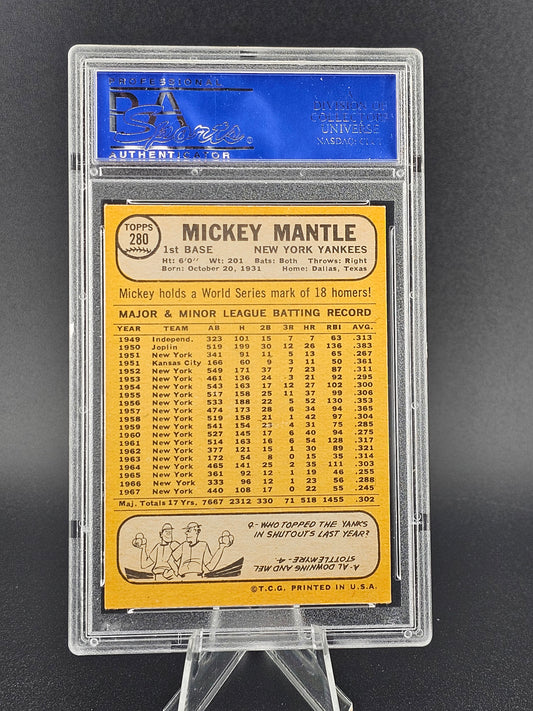 PROFESSIONAL
PSA
Sports®
AUTHENTICATOR
A
DIVISION OF
COLLECTORS
UNIVERSE
NASDAQ: CLCT
TOPPS
280
MICKEY MANTLE
1st BASE NEW YORK YANKEES
Ht: 6'0" Wt: 201 Bats: Both Throws: Right
Born: October 20, 1931 Home: Dallas, Texas
Mickey holds a World Series mark of 18 homers!
MAJOR & MINOR LEAGUE BATTING RECORD
YEAR TEAM AB H 2B 3B HR RBI AVG.
1949 Independ. 323 101 15 7 7 63 .313
1950 Joplin 519 199 30 12 26 136 .383
1951 New York 341 91 11 5 13 65 .267
1951 Kansas City 166 60 9 3 11 50 .361
1952 New York 549 171 37 7 23 87 .311
1953 New York 461 136 24 3 21 92 .295
1954 New York 543 163 17 12 27 102 .300
1955 New York 517 158 25 11 37 99 .306
1956 New York 533 188 22 5 52 130 .353
1957 New York 474 173 28 6 34 94 .365
1958 New York 519 158 21 1 42 97 .304
1959 New York 541 154 23 4 31 75 .285
1960 New York 527 145 17 6 40 94 .275
1961 New York 514 163 16 6 54 128 .317
1962 New York 377 121 15 1 30 89 .321
1963 New York 172 54 8 0 15 35 .314
1964 New York 465 141 25 2 35 111 .303
1965 New York 361 92 12 1 19 46 .255
1966 New York 333 96 12 1 23 56 .288
1967 New York 440 108 17 0 22 55 .245
Maj. Totals 17 Yrs. 7667 2312 330 71 518 1455 .302
Q.- WHO TOPPED THE YANKS
IN SHUTOUTS LAST YEAR?
A- AL DOWNING AND MEL
STOTTLEMYRE-4.
©T.C.G. PRINTED IN U.S.A.